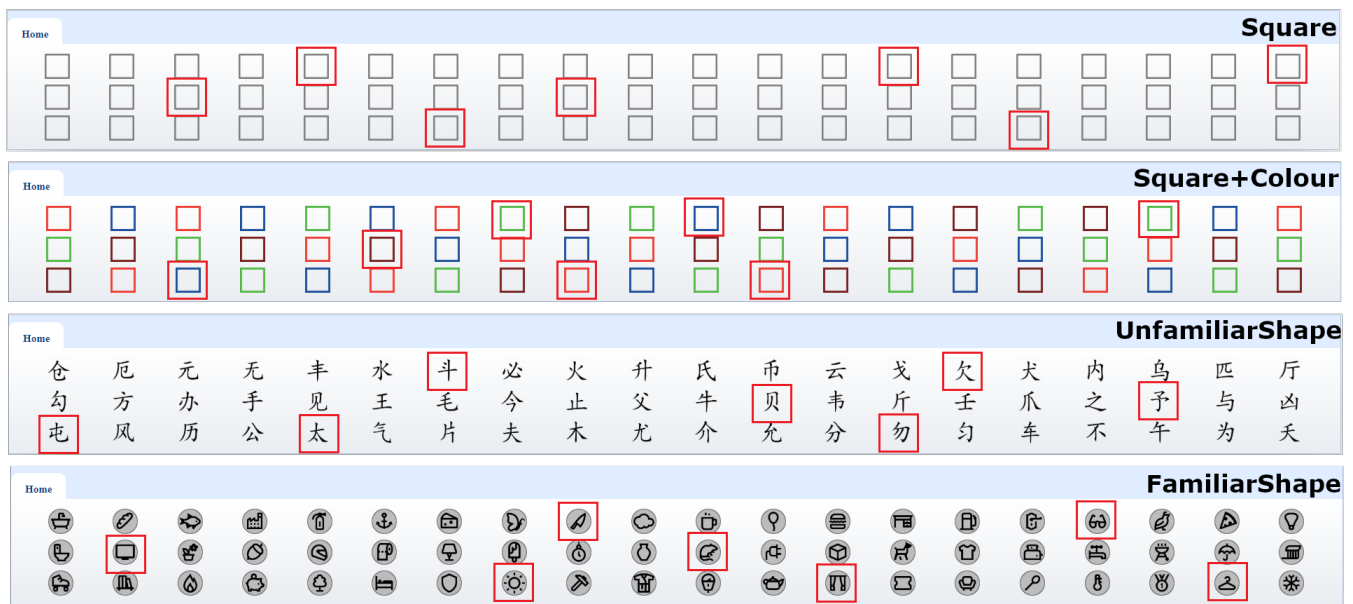 Square
Home
Square+Colour
Home
UnfamiliarShape
Home
仓 厄 元 无 丰 水 斗 必 火 升 氏 币 云 戈 欠 犬 内 乌 匹 斤
勾 方 办 手 见 王 毛 今 止 父 牛 贝 韦 斤 壬 爪 之 予 与 凶
屯 风 历 公 太 气 片 夫 木 尤 介 允 分 勿 匀 车 不 午 为 夭
FamiliarShape
Home